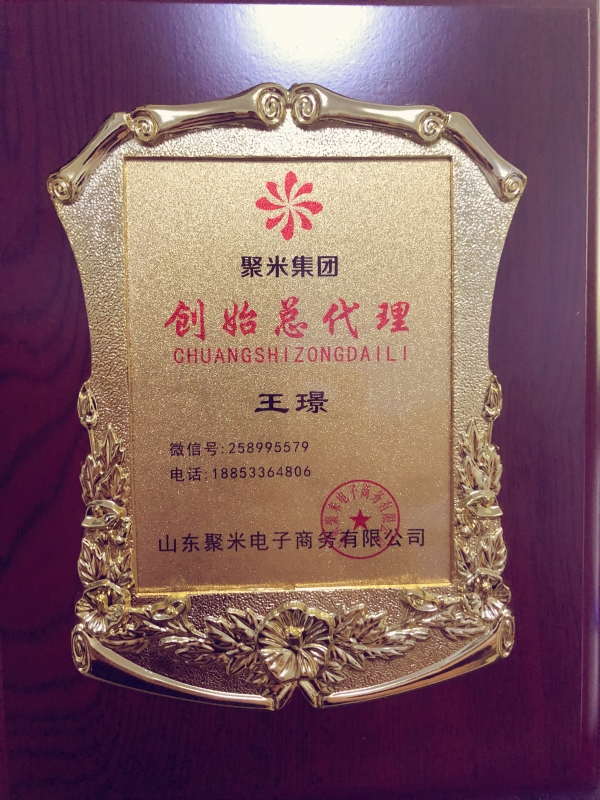 聚米集团
创始总代理
CHUANGSHIZONGDAILI
王璟
微信号:258995579
电话:18853364806
山东聚米电子商务有限公司